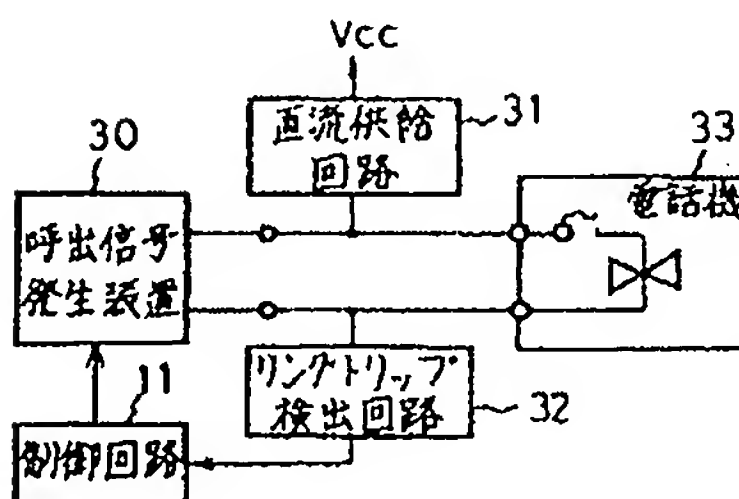 Vcc
直流供給
回路
31
30
呼出信号
発生装置
33
電話機
リングトリップ
検出回路
32
11
制御回路